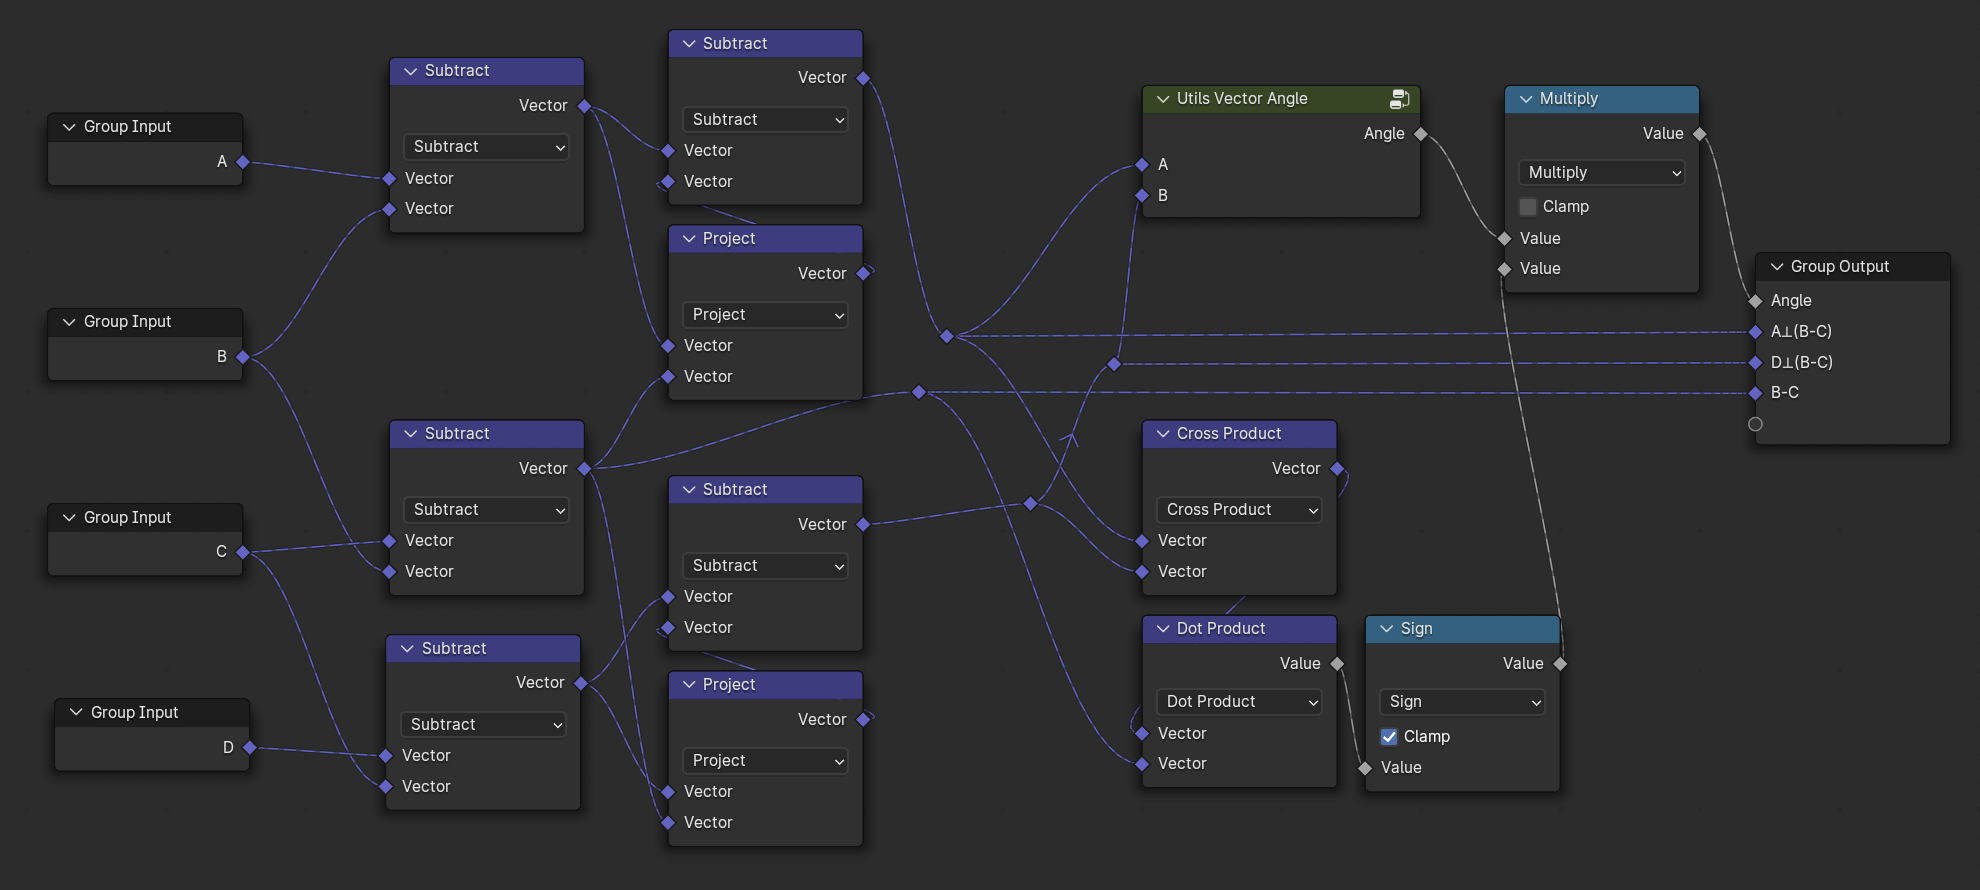 Group Input
A
Group Input
B
Group Input
C
Group Input
D
Subtract
Vector
Subtract
Vector
Vector
Subtract
Vector
Subtract
Vector
Vector
Subtract
Vector
Subtract
Vector
Vector
Subtract
Vector
Subtract
Vector
Vector
Project
Vector
Project
Vector
Vector
Subtract
Vector
Subtract
Vector
Vector
Project
Vector
Project
Vector
Vector
Utils Vector Angle
Angle
A
B
Cross Product
Vector
Cross Product
Vector
Vector
Dot Product
Value
Dot Product
Vector
Vector
Sign
Value
Sign
Clamp
Value
Multiply
Value
Multiply
Clamp
Value
Value
Group Output
Angle
A⊥(B-C)
D⊥(B-C)
B-C